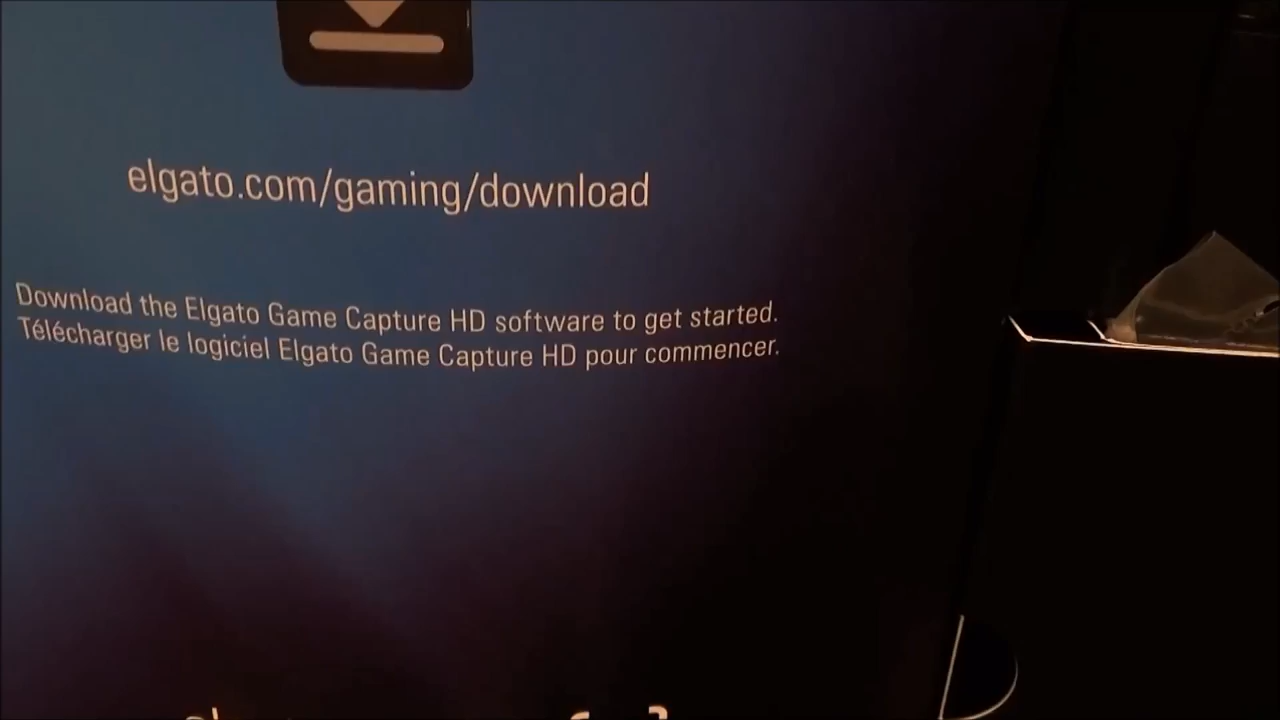 elgato.com/gaming/download
Download the Elgato Game Capture HD software to get started.
Télécharger le logiciel Elgato Game Capture HD pour commencer.